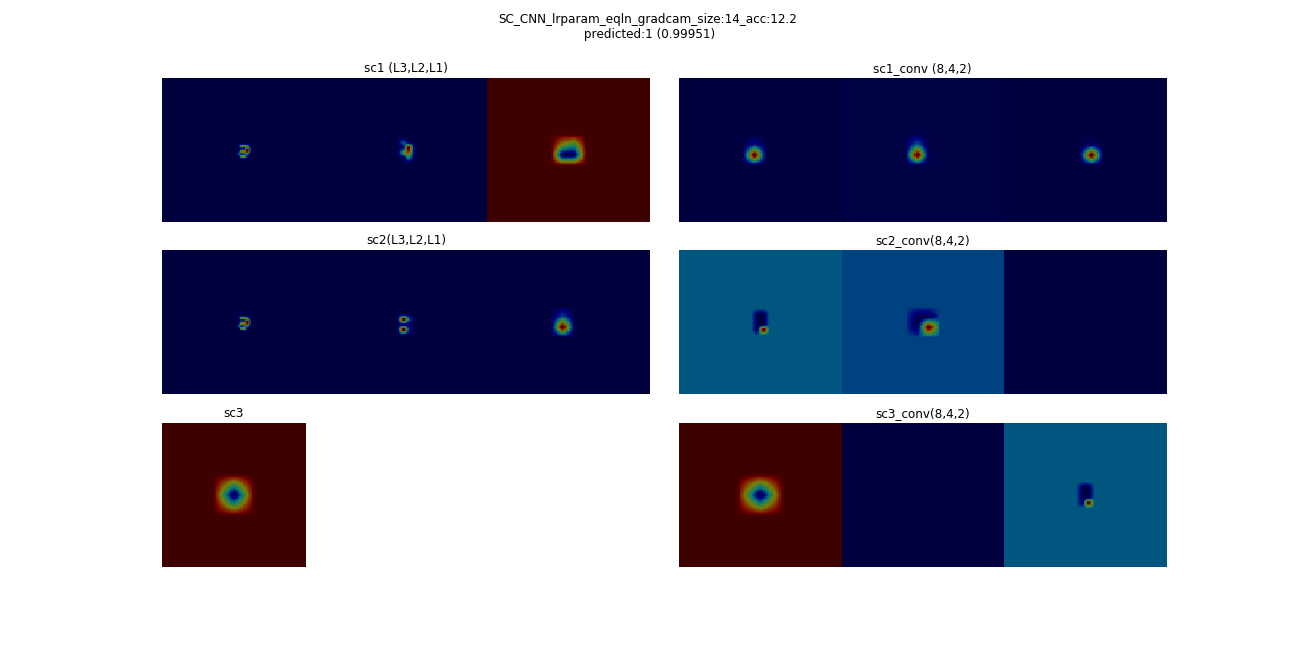 SC_CNN_lrparam_eqln_gradcam_size:14_acc:12.2
predicted:1 (0.99951)
sc1 (L3,L2,L1)
sc1_conv (8,4,2)
sc2(L3,L2,L1)
sc2_conv(8,4,2)
sc3
sc3_conv(8,4,2)